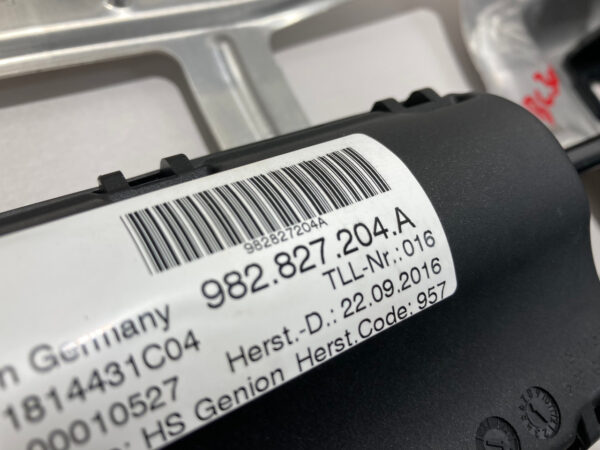 982827204A
982.827.204.A
TLL-Nr.:016
n Germany
Herst.-D.: 22.09.2016
1814431C04
Herst.Code: 957
00010527
: HS Genion